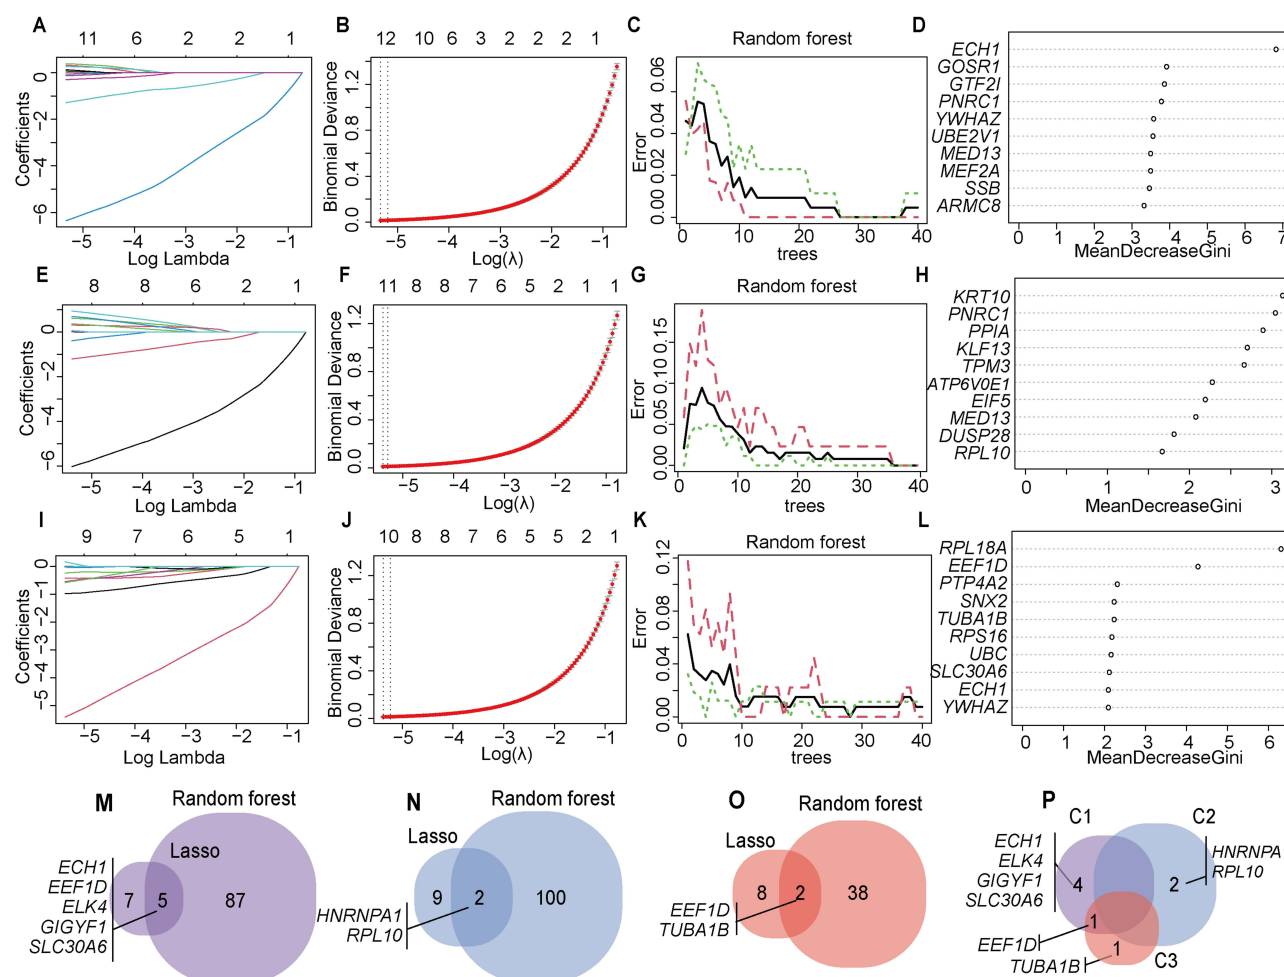 A
11 6 2 2 1
Coefficients
0
−2
−4
−6
−5 −4 −3 −2 −1
Log Lambda
B
12 10 6 3 2 2 2 1
Binomial Deviance
1.2
0.8
0.4
0.0
−5 −4 −3 −2 −1
Log(λ)
C
Random forest
Error
0.06
0.04
0.02
0.00
0 10 20 30 40
trees
D
ECH1
GOSR1
GTF2I
PNRC1
YWHAZ
UBE2V1
MED13
MEF2A
SSB
ARMC8
0 1 2 3 4 5 6 7
MeanDecreaseGini
E
8 8 6 2 1
Coefficients
0
−2
−4
−6
−5 −4 −3 −2 −1
Log Lambda
F
11 8 8 7 6 5 2 1 1
Binomial Deviance
1.2
0.8
0.4
0.0
−5 −4 −3 −2 −1
Log(λ)
G
Random forest
Error
0.15
0.10
0.05
0.00
0 10 20 30 40
trees
H
KRT10
PNRC1
PPIA
KLF13
TPM3
ATP6V0E1
EIF5
MED13
DUSP28
RPL10
0 1 2 3
MeanDecreaseGini
I
9 7 6 5 1
Coefficients
0
−1
−2
−3
−4
−5
−5 −4 −3 −2 −1
Log Lambda
J
10 8 8 7 6 5 5 2 1
Binomial Deviance
1.2
0.8
0.4
0.0
−5 −4 −3 −2 −1
Log(λ)
K
Random forest
Error
0.12
0.08
0.04
0.00
0 10 20 30 40
trees
L
RPL18A
EEF1D
PTP4A2
SNX2
TUBA1B
RPS16
UBC
SLC30A6
ECH1
YWHAZ
0 1 2 3 4 5 6
MeanDecreaseGini
M
Random forest
Lasso
ECH1
EEF1D
ELK4
GIGYF1
SLC30A6
7 5 87
N
Random forest
Lasso
9 2 100
HNRNPA1
RPL10
O
Random forest
Lasso
8 2 38
EEF1D
TUBA1B
P
C1
C2
ECH1
ELK4
GIGYF1
SLC30A6
4
2
HNRNPA
RPL10
1
EEF1D
1
TUBA1B
C3